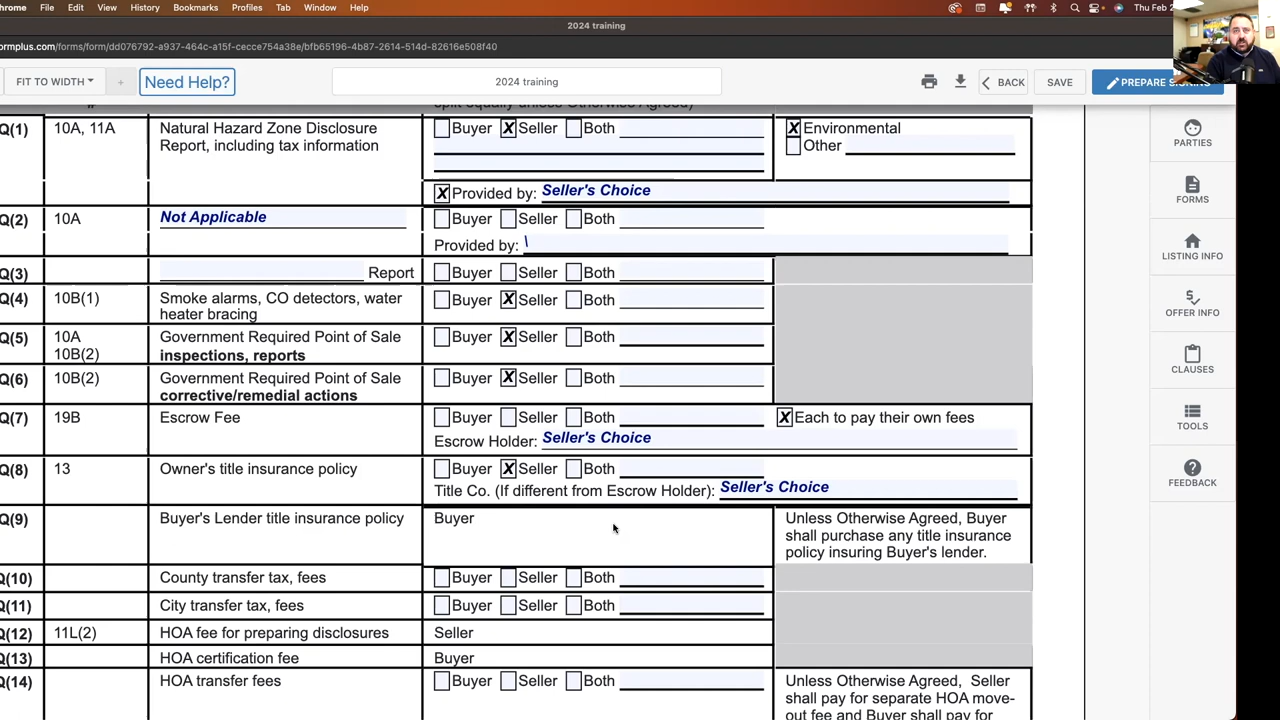 hrome File Edit View History Bookmarks Profiles Tab Window Help Thu Feb 2
2024 training
ormplus.com/forms/form/dd076792-a937-464c-a15f-cecce754a38e/bfb65196-4b87-2614-514d-82616e508f40
FIT TO WIDTH + Need Help? 2024 training BACK SAVE PREPARE SIGNING
split equally unless Otherwise Agreed)
Q(1) 10A, 11A Natural Hazard Zone Disclosure Buyer X Seller Both X Environmental
Report, including tax information Other
X Provided by: Seller's Choice
Q(2) 10A Not Applicable Buyer Seller Both
Provided by: \
Q(3) Report Buyer Seller Both
Q(4) 10B(1) Smoke alarms, CO detectors, water Buyer X Seller Both
heater bracing
Q(5) 10A Government Required Point of Sale Buyer X Seller Both
10B(2) inspections, reports
Q(6) 10B(2) Government Required Point of Sale Buyer X Seller Both
corrective/remedial actions
Q(7) 19B Escrow Fee Buyer Seller Both X Each to pay their own fees
Escrow Holder: Seller's Choice
Q(8) 13 Owner's title insurance policy Buyer X Seller Both
Title Co. (If different from Escrow Holder): Seller's Choice
Q(9) Buyer's Lender title insurance policy Buyer Unless Otherwise Agreed, Buyer
shall purchase any title insurance
policy insuring Buyer's lender.
Q(10) County transfer tax, fees Buyer Seller Both
Q(11) City transfer tax, fees Buyer Seller Both
Q(12) 11L(2) HOA fee for preparing disclosures Seller
Q(13) HOA certification fee Buyer
Q(14) HOA transfer fees Buyer Seller Both Unless Otherwise Agreed, Seller
shall pay for separate HOA move-
out fee and Buyer shall pay for
PARTIES
FORMS
LISTING INFO
OFFER INFO
CLAUSES
TOOLS
FEEDBACK